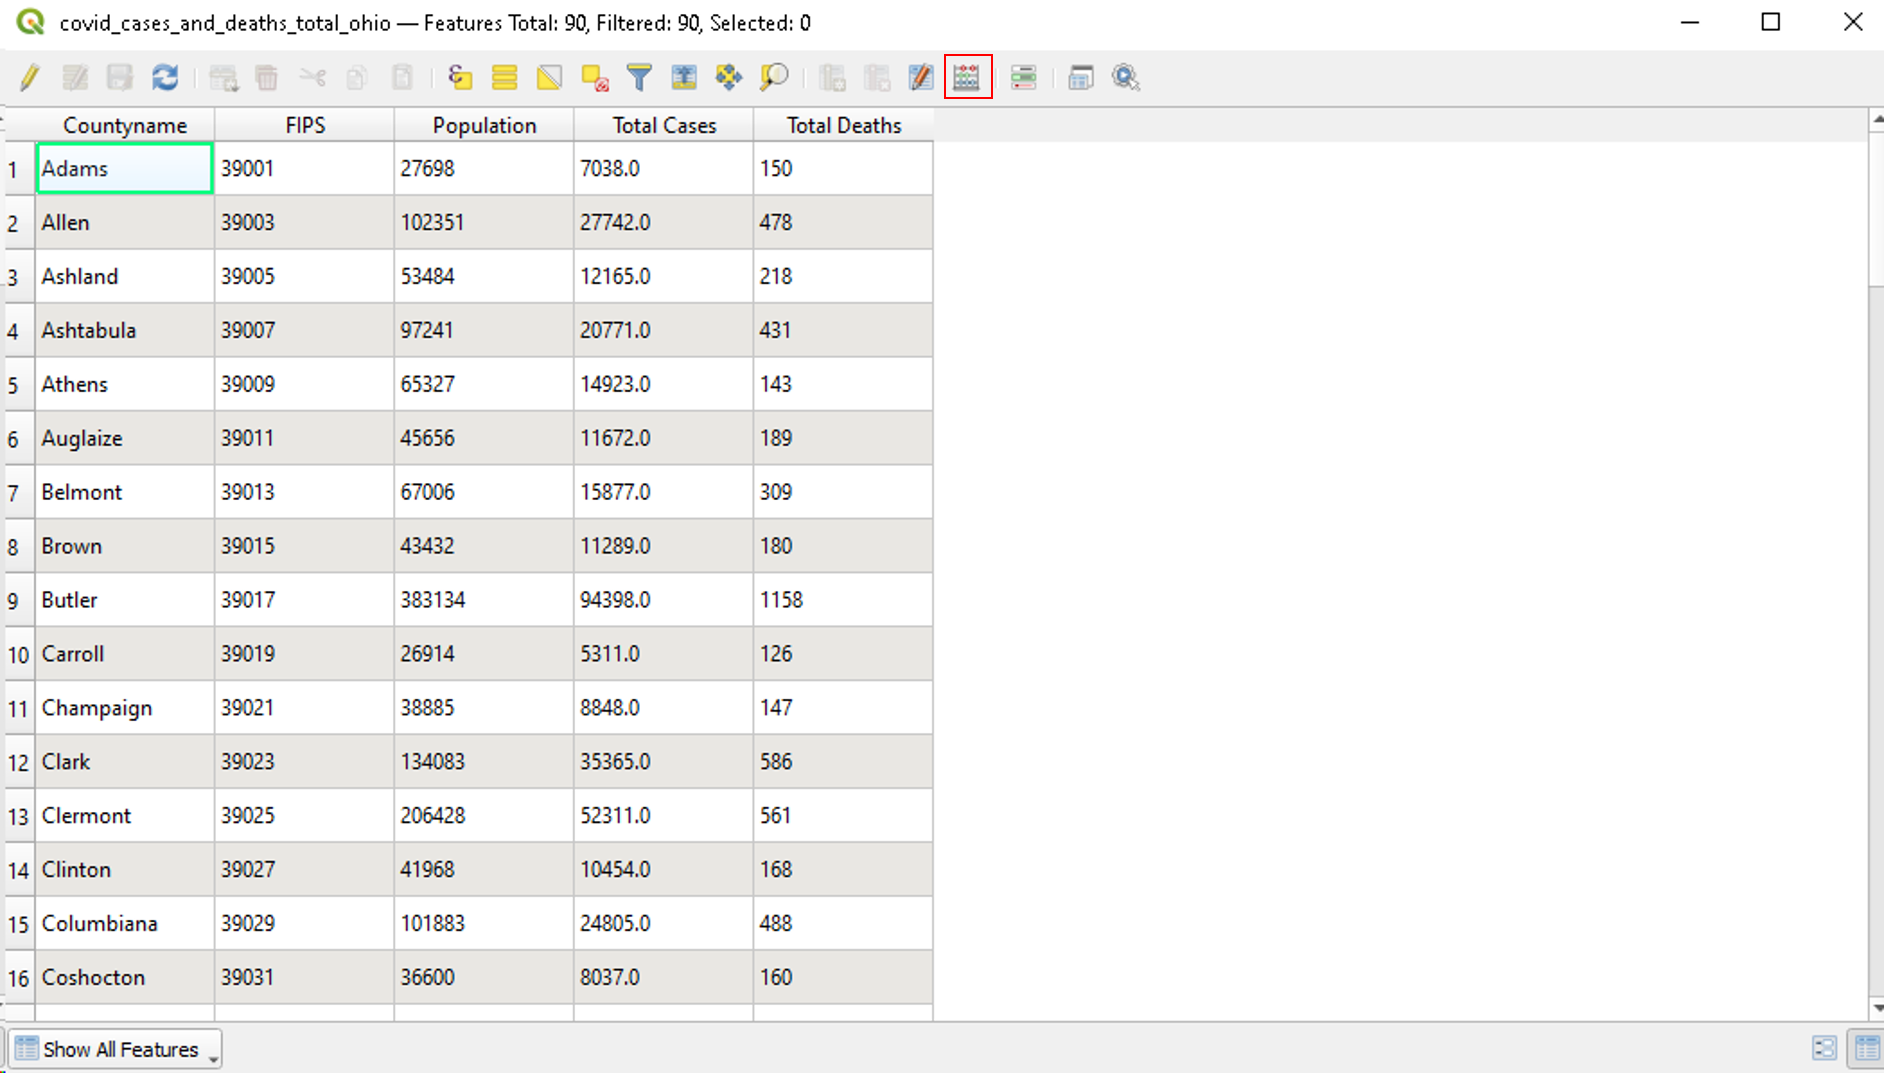 covid_cases_and_deaths_total_ohio — Features Total: 90, Filtered: 90, Selected: 0
Countyname FIPS Population Total Cases Total Deaths
1 Adams 39001 27698 7038.0 150
2 Allen 39003 102351 27742.0 478
3 Ashland 39005 53484 12165.0 218
4 Ashtabula 39007 97241 20771.0 431
5 Athens 39009 65327 14923.0 143
6 Auglaize 39011 45656 11672.0 189
7 Belmont 39013 67006 15877.0 309
8 Brown 39015 43432 11289.0 180
9 Butler 39017 383134 94398.0 1158
10 Carroll 39019 26914 5311.0 126
11 Champaign 39021 38885 8848.0 147
12 Clark 39023 134083 35365.0 586
13 Clermont 39025 206428 52311.0 561
14 Clinton 39027 41968 10454.0 168
15 Columbiana 39029 101883 24805.0 488
16 Coshocton 39031 36600 8037.0 160
Show All Features